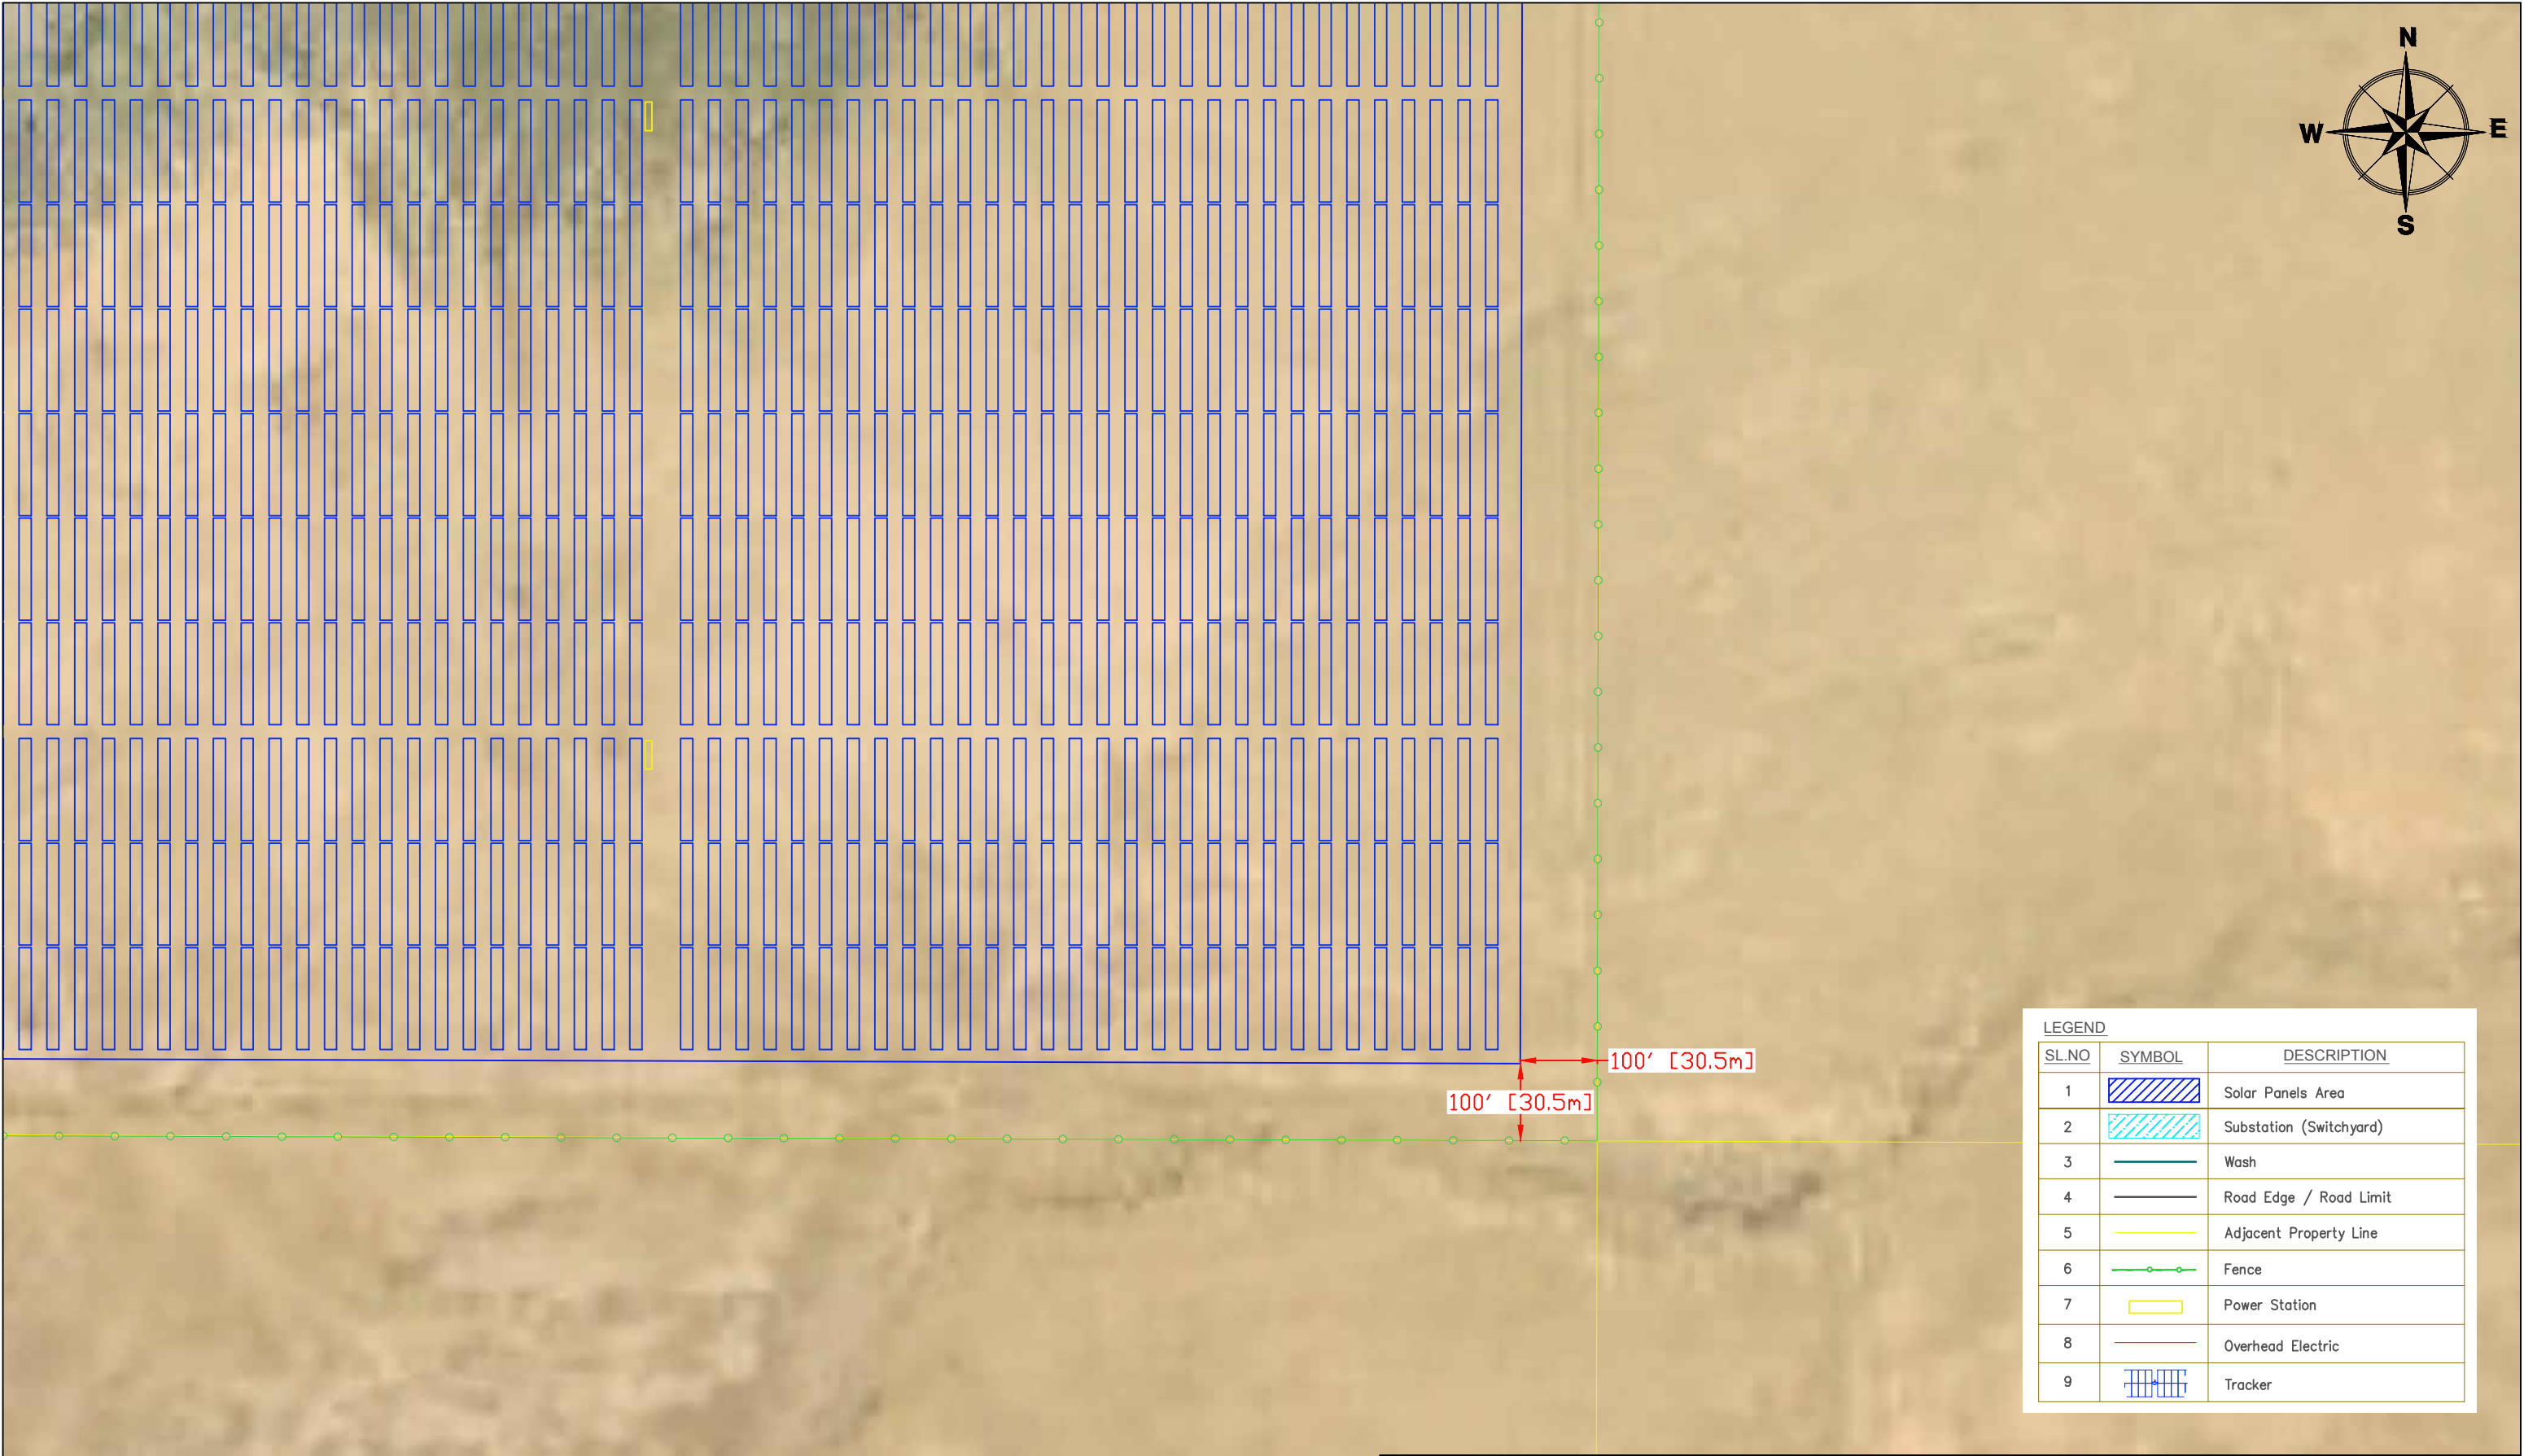 N
W
E
S
100' [30.5m]
100' [30.5m]
LEGEND
SL.NO SYMBOL DESCRIPTION
1 Solar Panels Area
2 Substation (Switchyard)
3 Wash
4 Road Edge / Road Limit
5 Adjacent Property Line
6 Fence
7 Power Station
8 Overhead Electric
9 Tracker